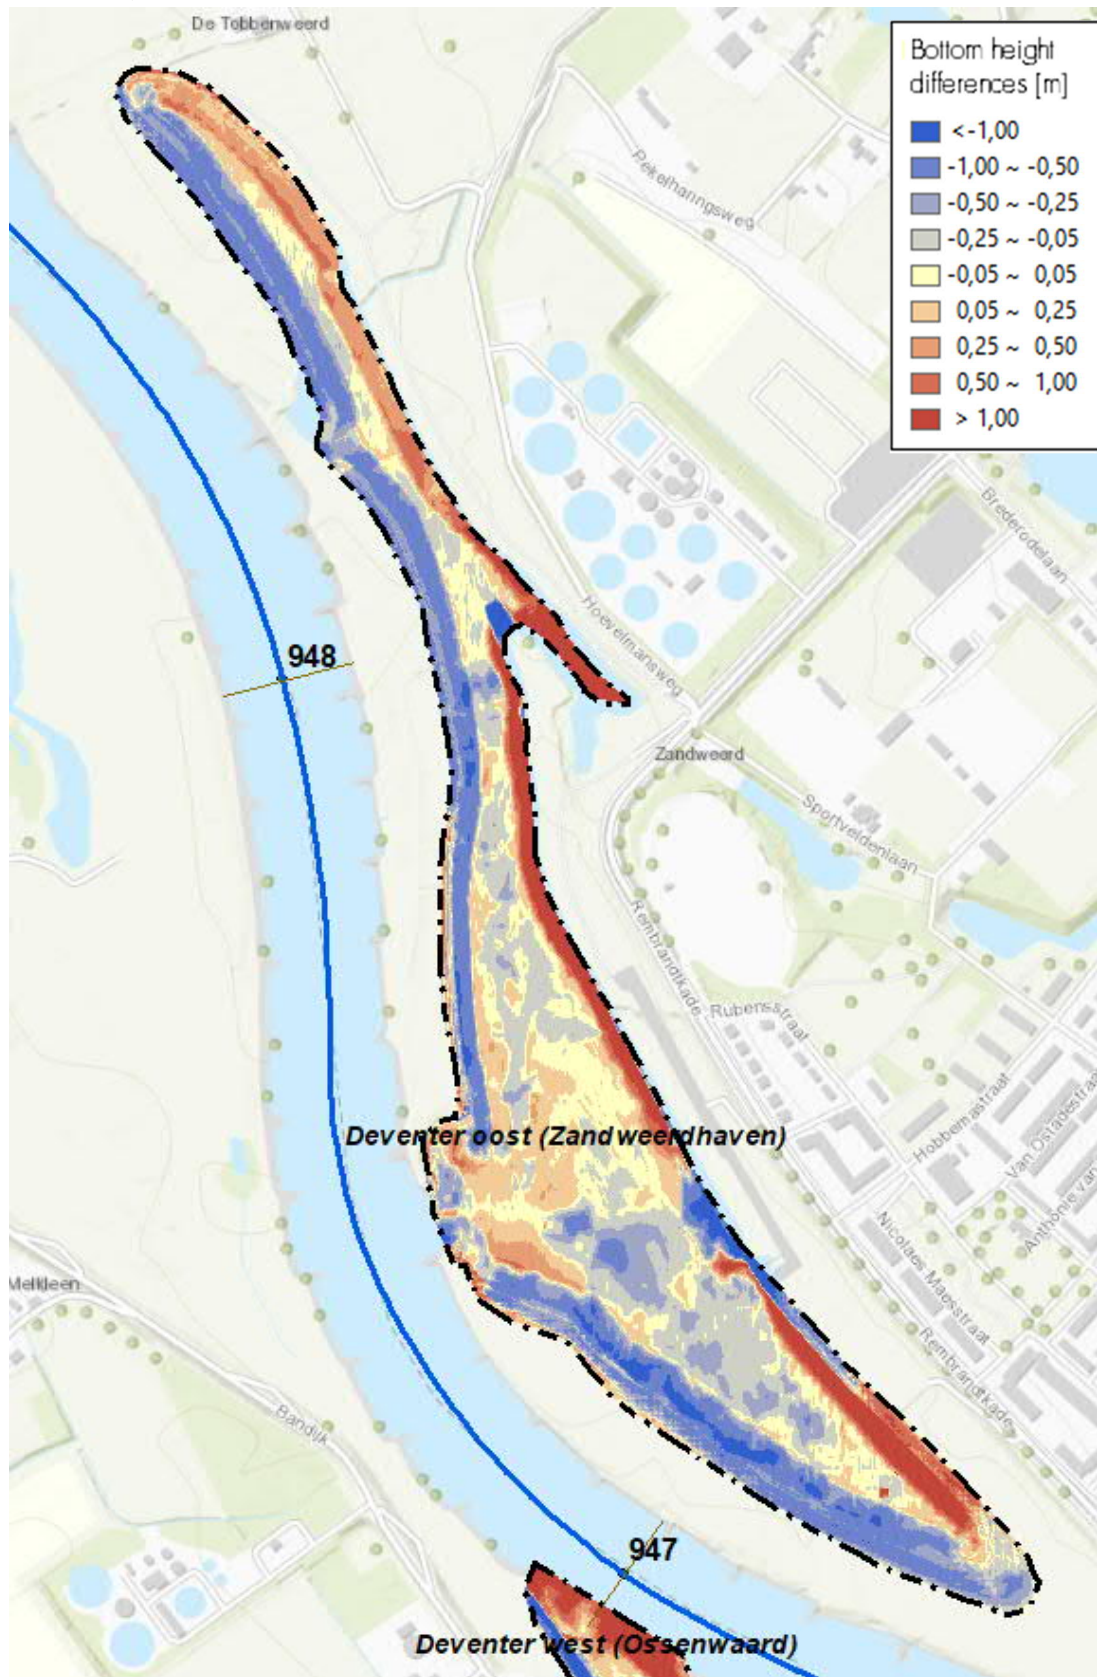 De Tobbenweerd
Bottom height
differences [m]
<-1,00
-1,00 ~ -0,50
-0,50 ~ -0,25
-0,25 ~ -0,05
-0,05 ~ 0,05
0,05 ~ 0,25
0,25 ~ 0,50
0,50 ~ 1,00
> 1,00
Pekelharingsweg
Brederodelaan
Hoevelmansweg
948
Zandweerd
Sportveldenlaan
Rembrandtkade
Rubensstraat
Hobbemastraat
Van Ostadestraat
Anthonie van
Deventer oost (Zandweerdhaven)
Nicolaes Maesstraat
Melkleen
Rembrandtkade
Bandijk
947
Deventer west (Ossenwaard)